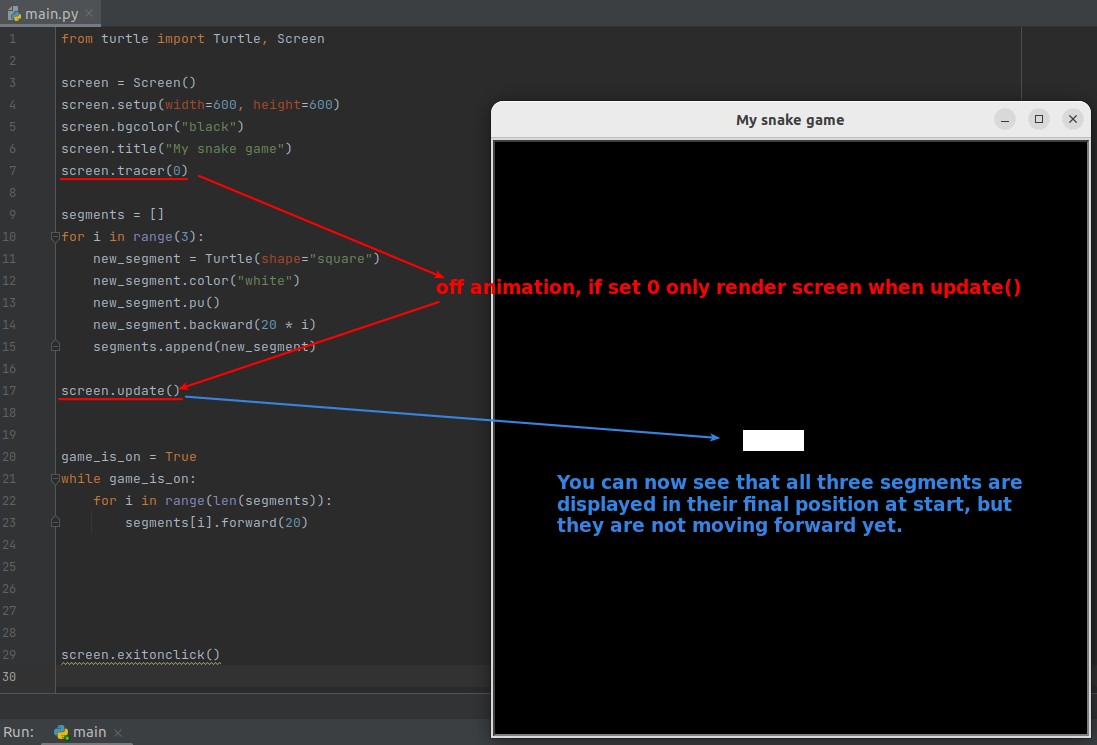 main.py
1 from turtle import Turtle, Screen
2
3 screen = Screen()
4 screen.setup(width=600, height=600)
5 screen.bgcolor("black")
6 screen.title("My snake game")
7 screen.tracer(0)
8
9 segments = []
10 for i in range(3):
11     new_segment = Turtle(shape="square")
12     new_segment.color("white")
13     new_segment.pu()
14     new_segment.backward(20 * i)
15     segments.append(new_segment)
16
17 screen.update()
18
19
20 game_is_on = True
21 while game_is_on:
22     for i in range(len(segments)):
23         segments[i].forward(20)
24
25
26
27
28
29 screen.exitonclick()
30
My snake game
off animation, if set 0 only render screen when update()
You can now see that all three segments are
displayed in their final position at start, but
they are not moving forward yet.
Run: main